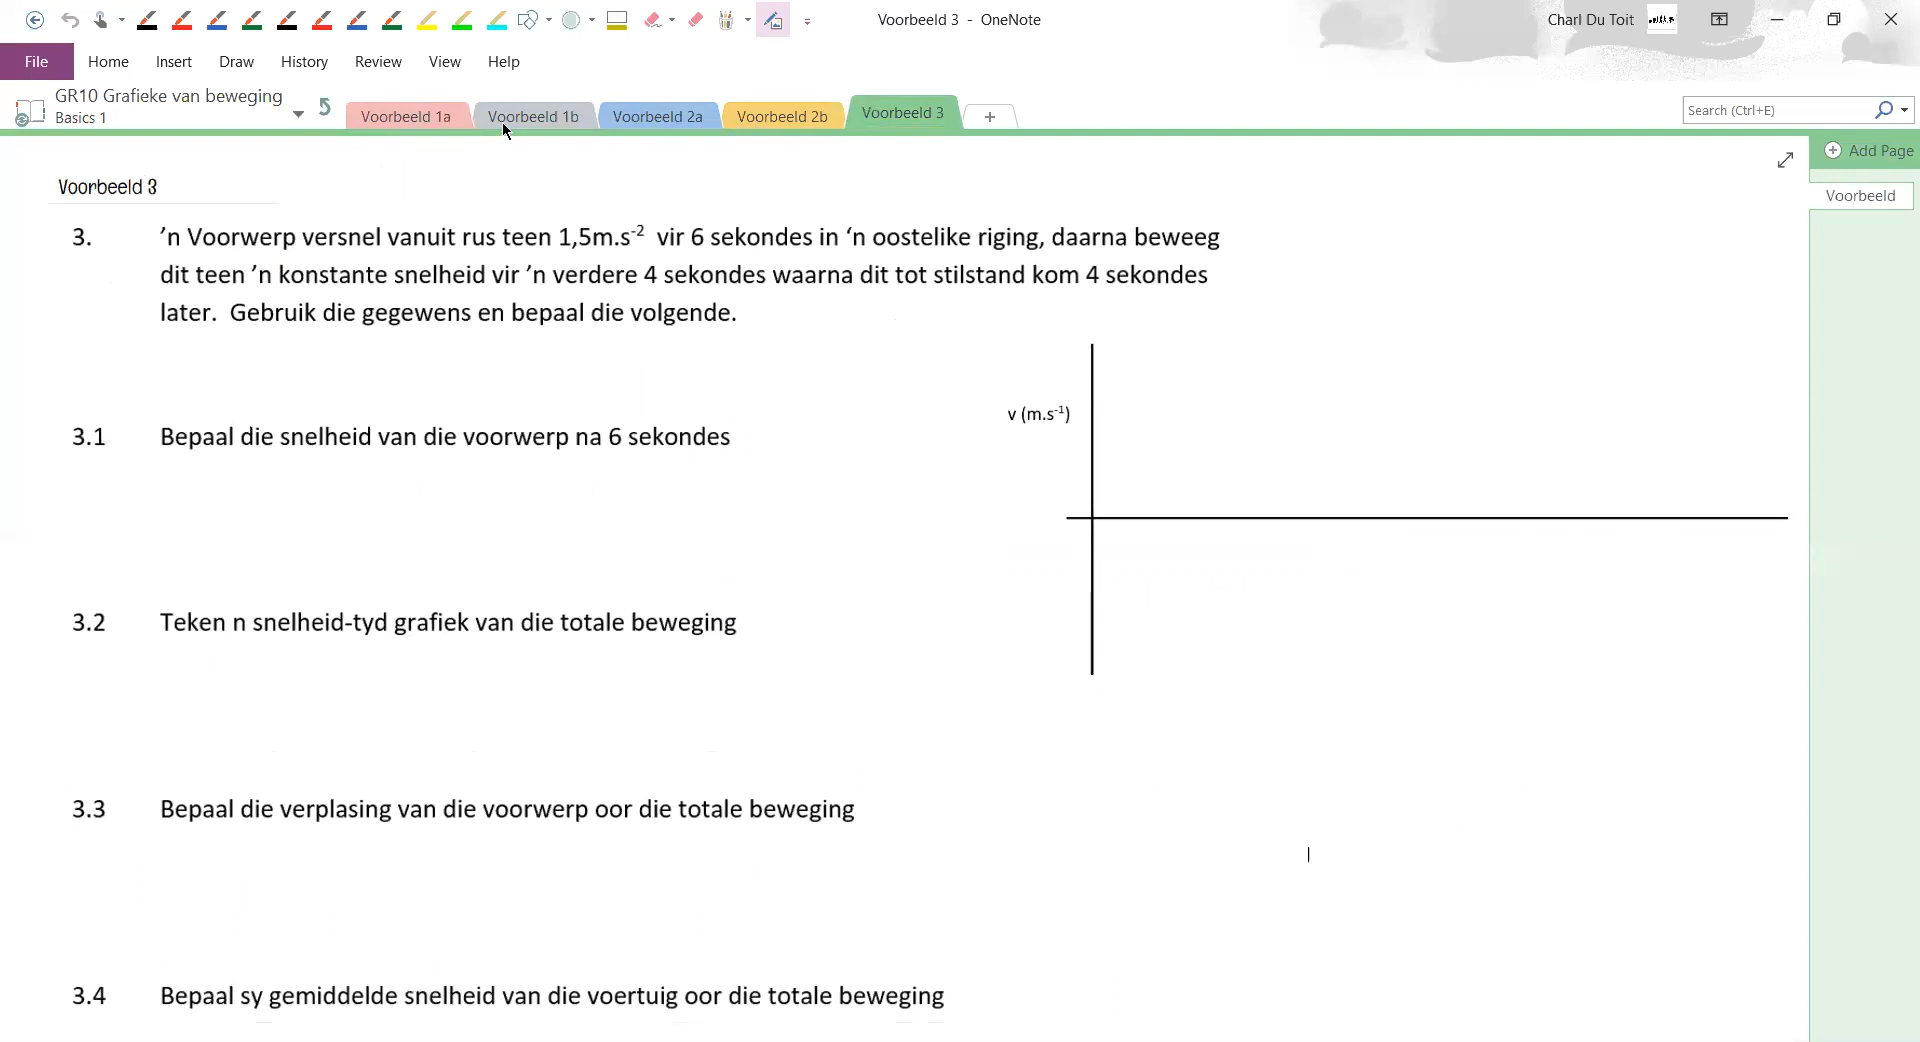 Voorbeeld 3 - OneNote
Charl Du Toit
File Home Insert Draw History Review View Help
GR10 Grafieke van beweging
Basics 1
Voorbeeld 1a Voorbeeld 1b Voorbeeld 2a Voorbeeld 2b Voorbeeld 3 +
Search (Ctrl+E)
Add Page
Voorbeeld
Voorbeeld 3
3. ’n Voorwerp versnel vanuit rus teen 1,5m.s⁻² vir 6 sekondes in ‘n oostelike riging, daarna beweeg
dit teen ’n konstante snelheid vir ’n verdere 4 sekondes waarna dit tot stilstand kom 4 sekondes
later. Gebruik die gegewens en bepaal die volgende.
v (m.s⁻¹)
3.1 Bepaal die snelheid van die voorwerp na 6 sekondes
3.2 Teken n snelheid-tyd grafiek van die totale beweging
3.3 Bepaal die verplasing van die voorwerp oor die totale beweging
3.4 Bepaal sy gemiddelde snelheid van die voertuig oor die totale beweging